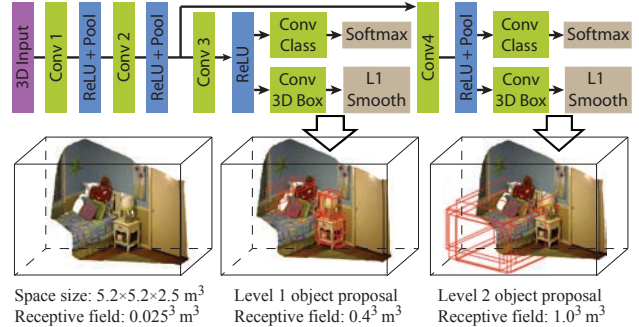 3D Input
Conv 1
ReLU + Pool
Conv 2
ReLU + Pool
Conv 3
ReLU
Conv
Class
Softmax
Conv
3D Box
L1
Smooth
Conv4
ReLU + Pool
Conv
Class
Softmax
Conv
3D Box
L1
Smooth
Space size: 5.2×5.2×2.5 m³
Receptive field: 0.025³ m³
Level 1 object proposal
Receptive field: 0.4³ m³
Level 2 object proposal
Receptive field: 1.0³ m³